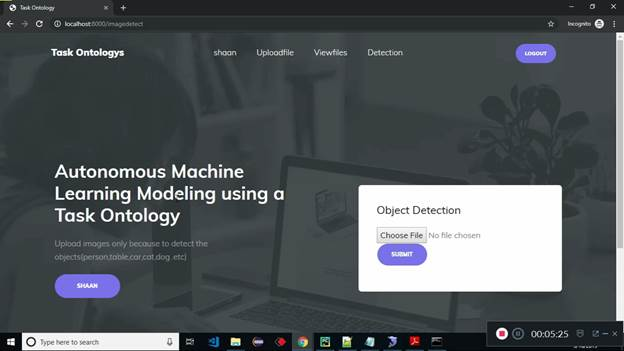 Task Ontology
localhost:8000/imagedetect
Incognito
Task Ontologys
shaan
Uploadfile
Viewfiles
Detection
LOGOUT
Autonomous Machine
Learning Modeling using a
Task Ontology
Upload images only because to detect the
objects(person,table,car,cat,dog .etc)
SHAAN
Object Detection
Choose File No file chosen
SUBMIT
Type here to search
00:05:25